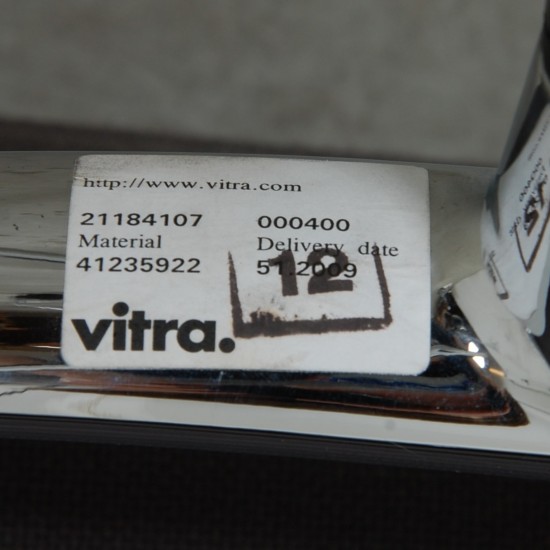 http://www.vitra.com
21184107 000400
Material Delivery date
41235922 51.2009
12
vitra.